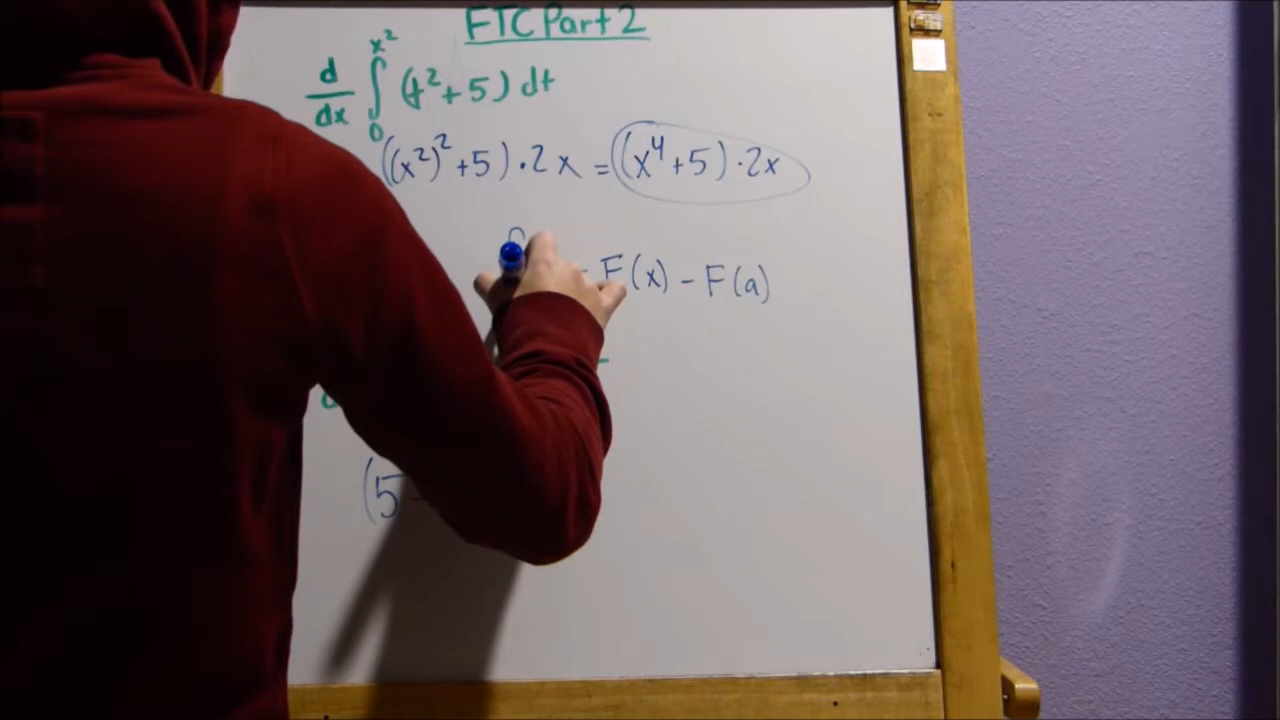 FTC Part 2
d/dx ∫₀^(x²) (t² + 5) dt
((x²)² + 5) · 2x = (x⁴ + 5) · 2x
F(x) - F(a)
(5